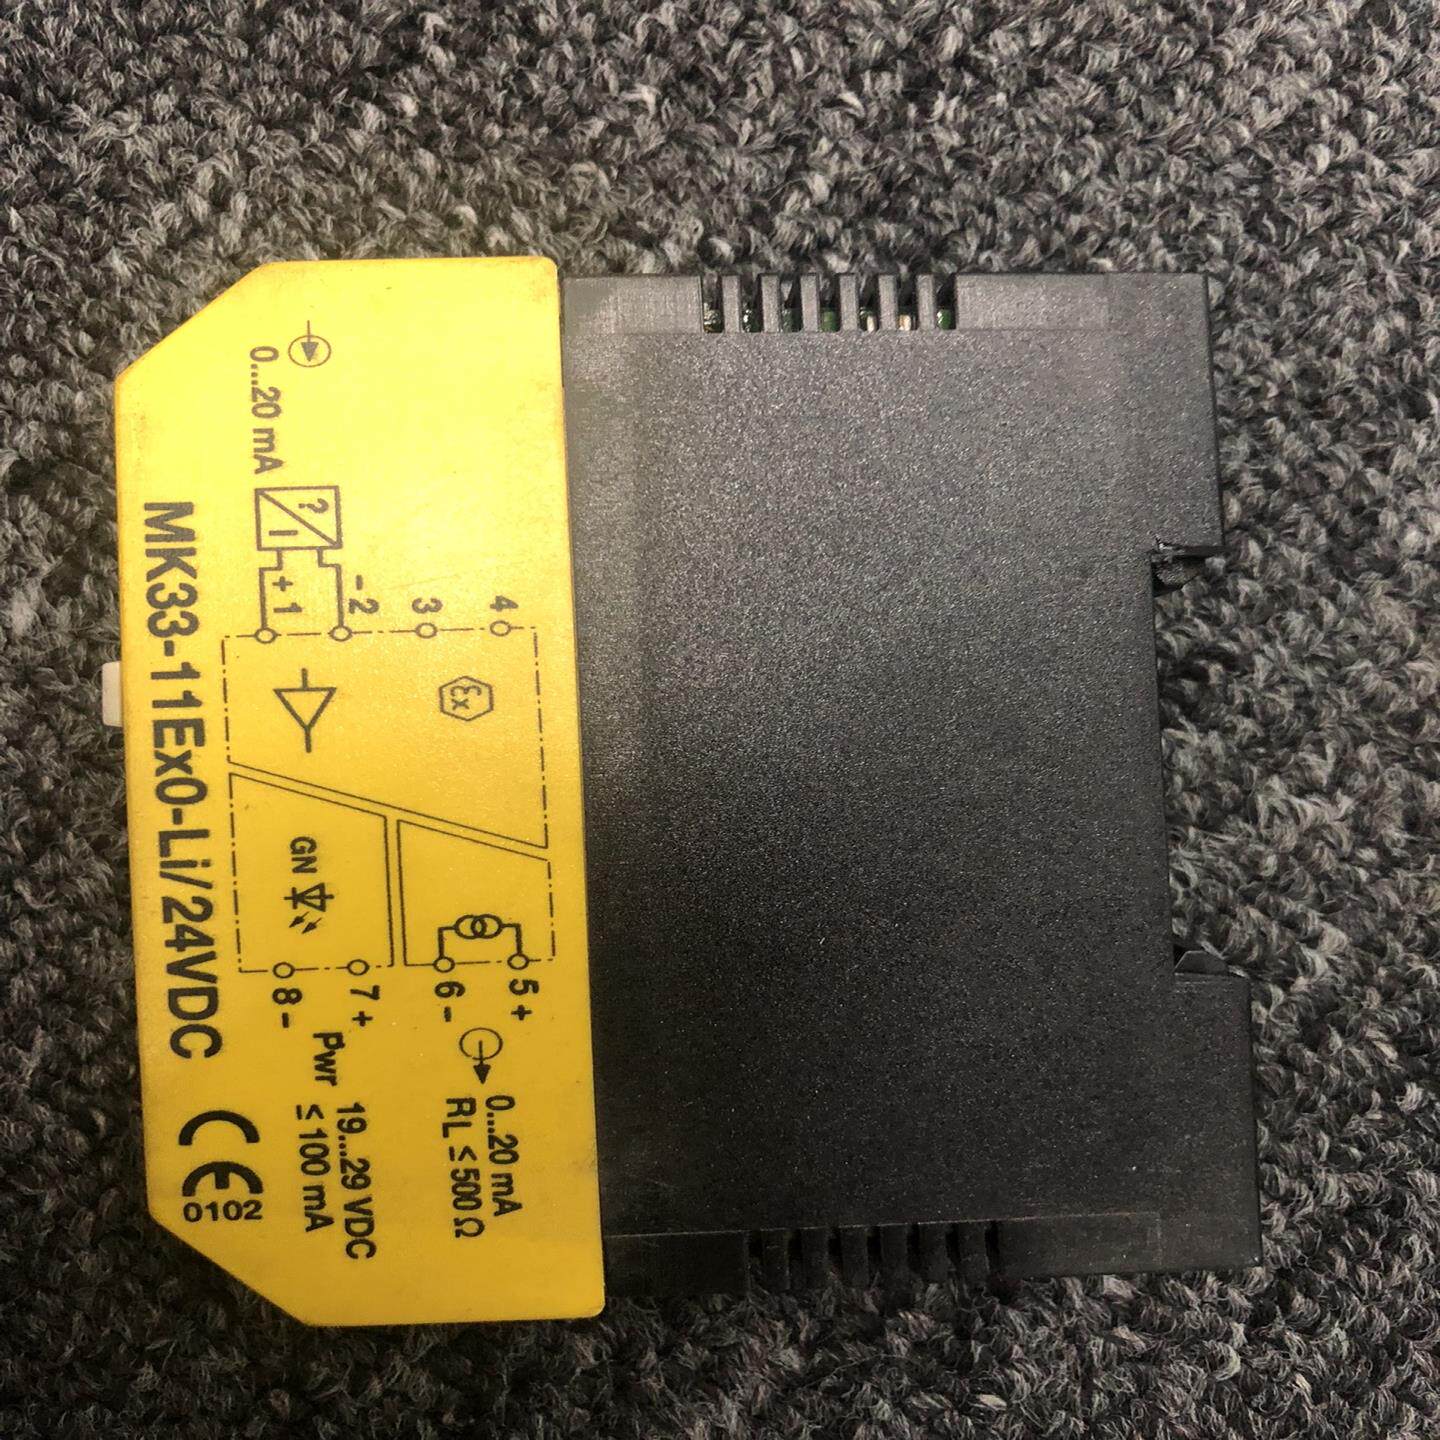 0...20 mA
? I
+ 1
- 2
3
4
Ex
GN
5 +
6 -
7 +
8 -
0...20 mA
RL ≤ 500 Ω
Pwr 19...29 VDC
≤ 100 mA
MK33-11Ex0-Li/24VDC
CE
0102